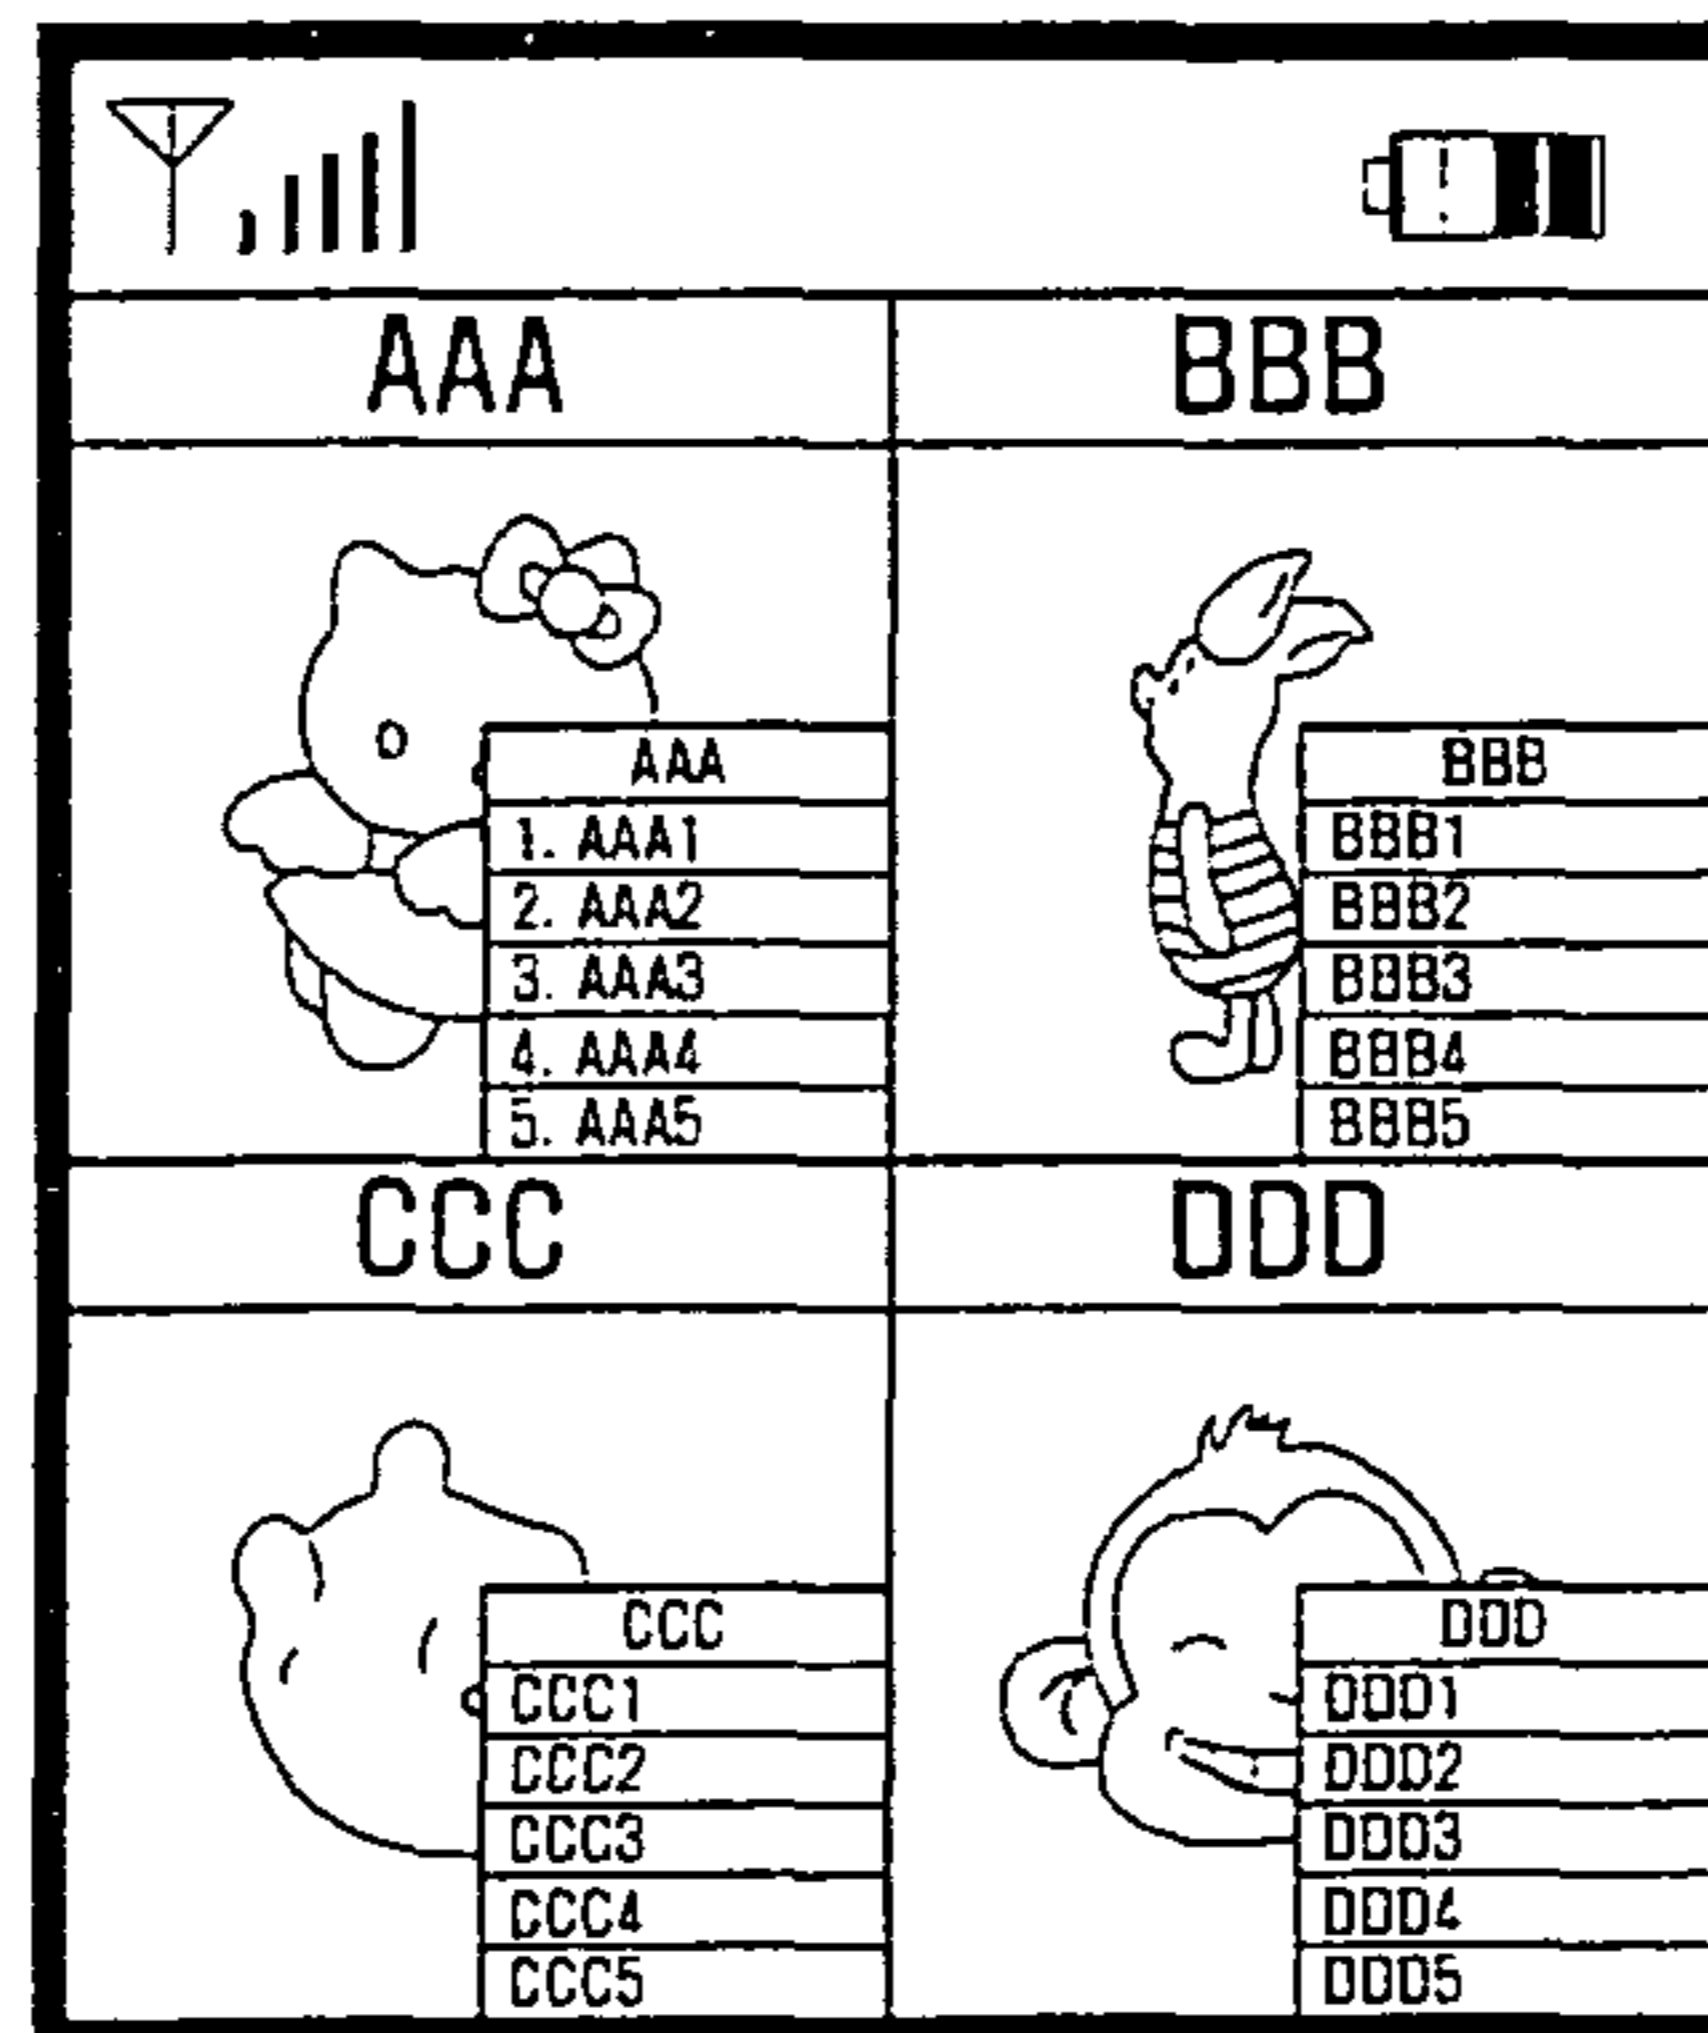 AAA
BBB
AAA
1. AAA1
2. AAA2
3. AAA3
4. AAA4
5. AAA5
BBB
BBB1
BBB2
BBB3
BBB4
BBB5
CCC
DDD
CCC
CCC1
CCC2
CCC3
CCC4
CCC5
DDD
DDD1
DDD2
DDD3
DDD4
DDD5